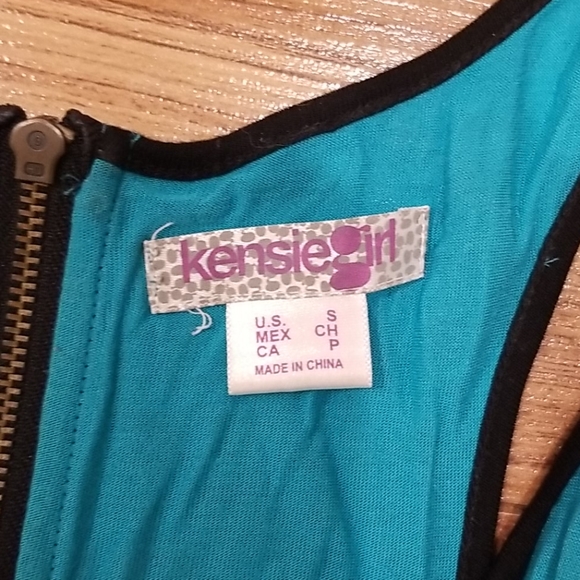 kensiegirl
U.S. S
MEX CH
CA P
MADE IN CHINA